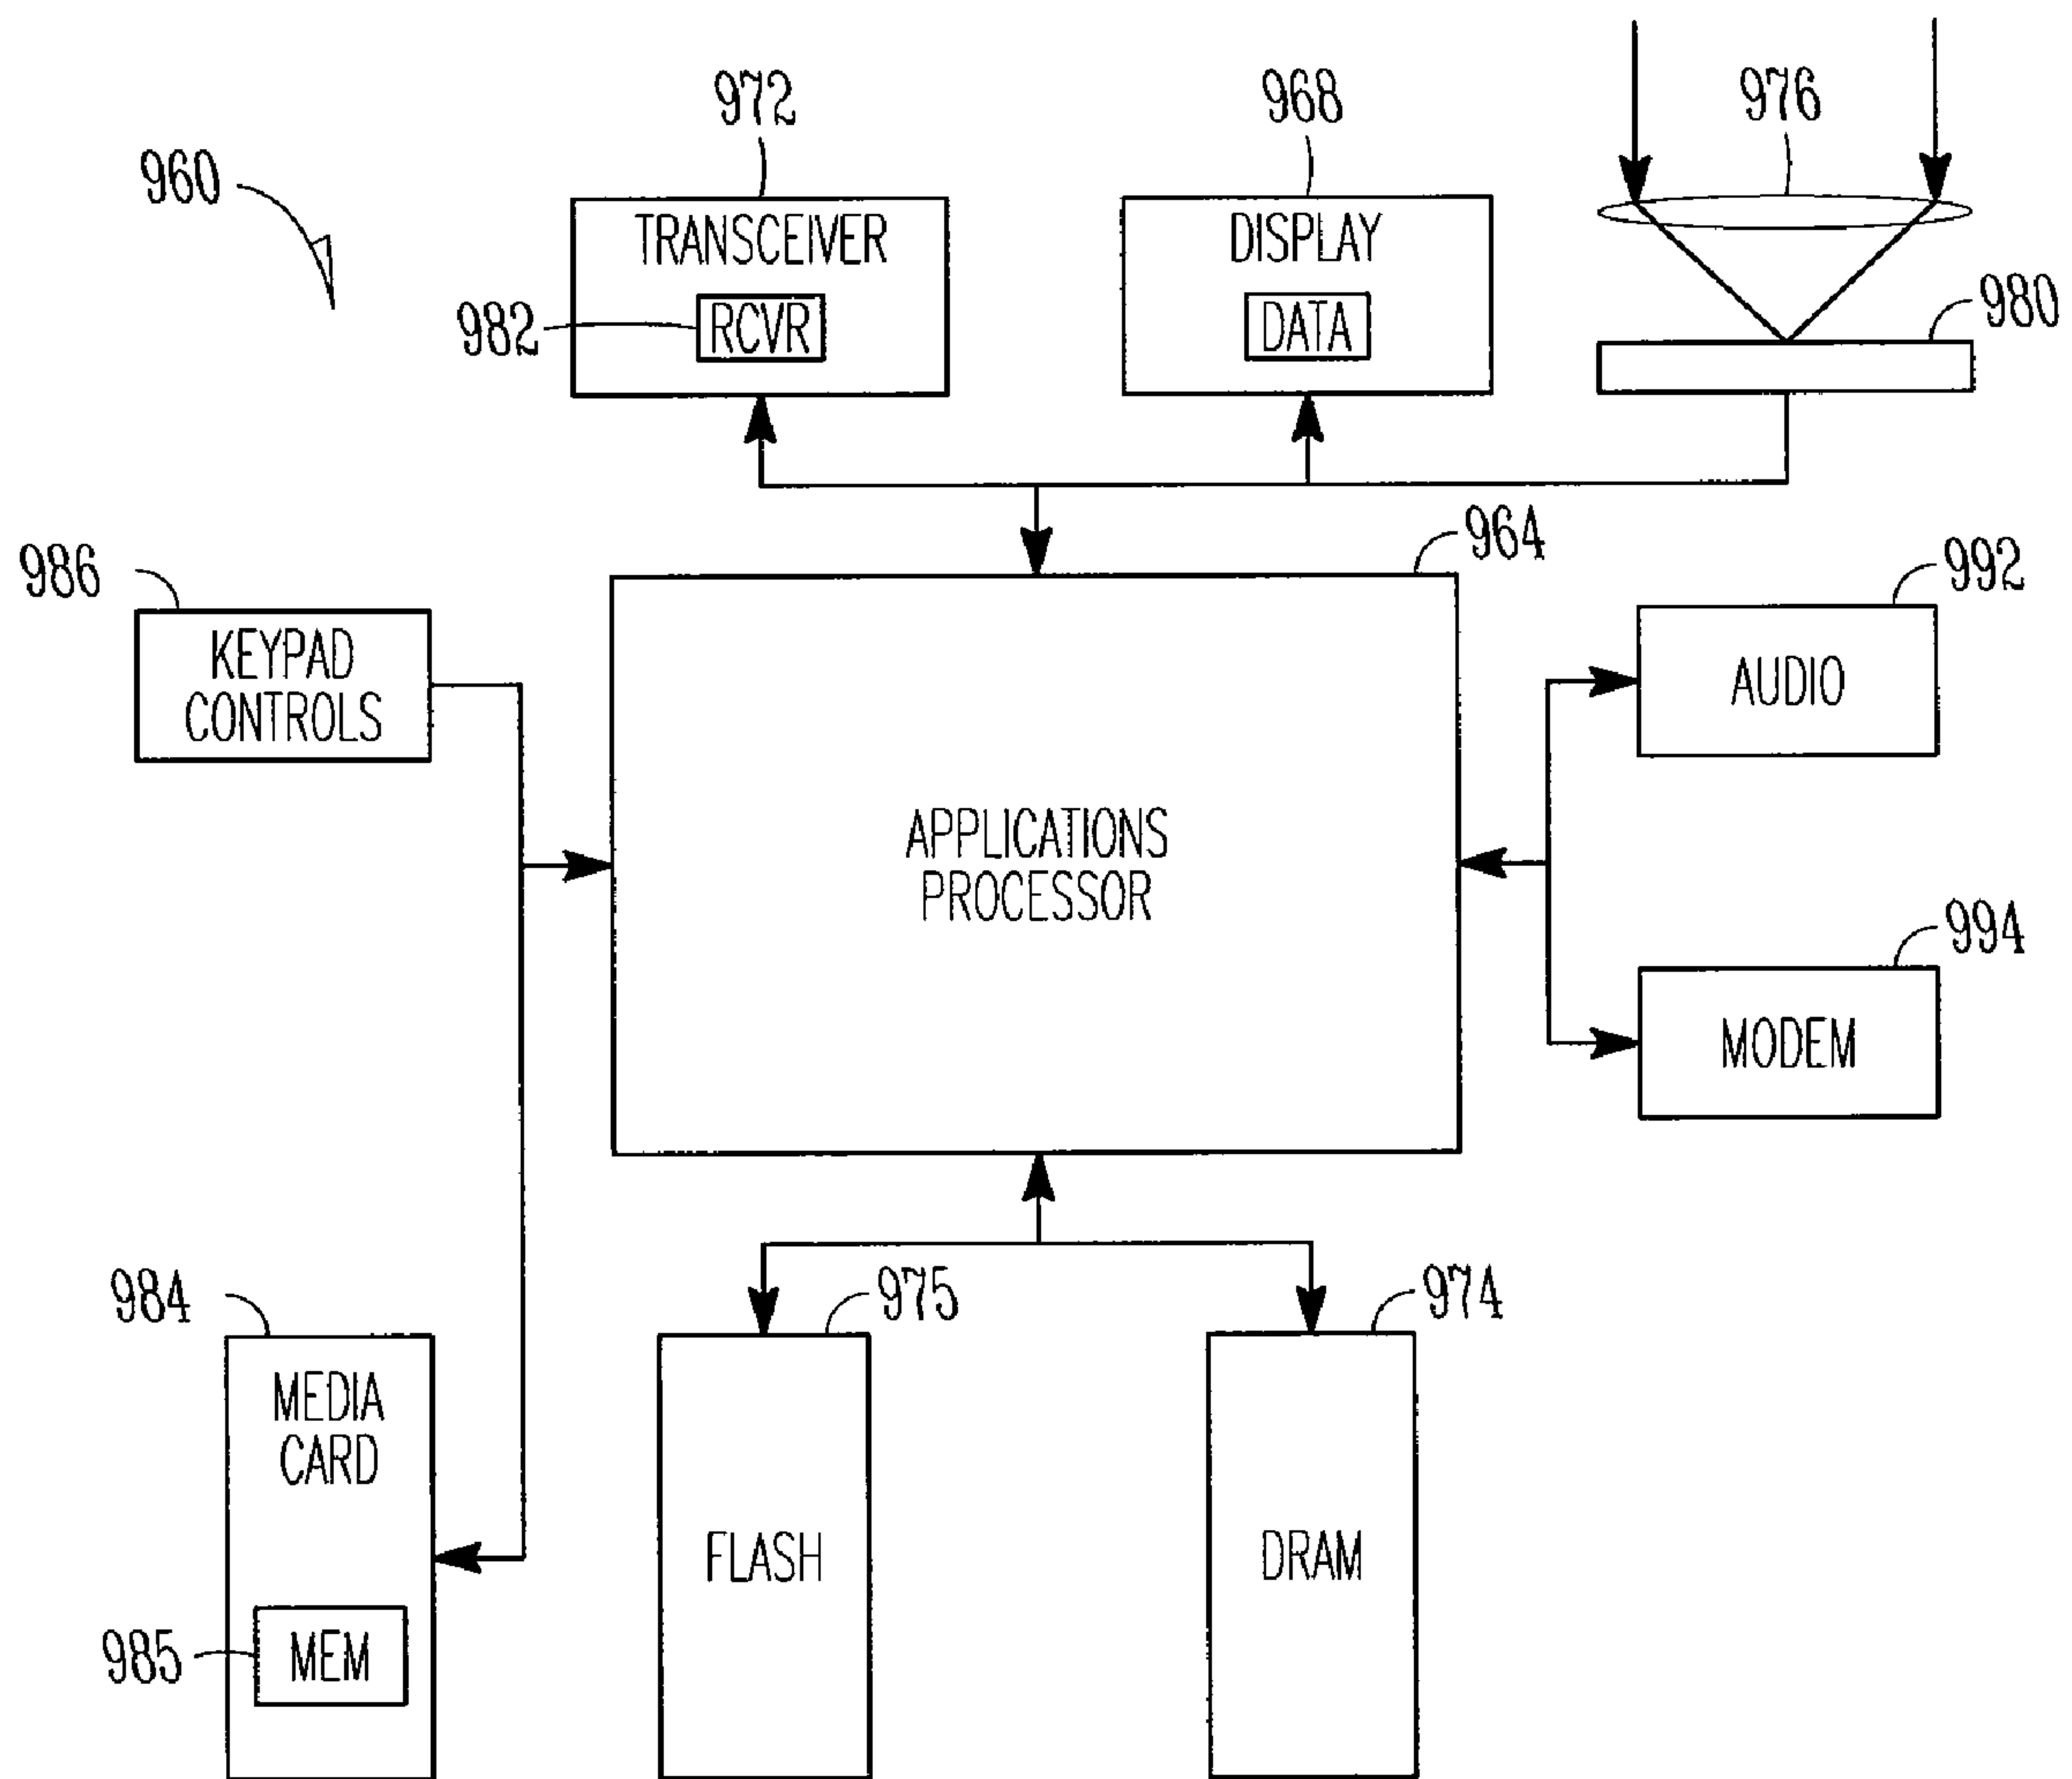 972
968
976
960
TRANSCEIVER
DISPLAY
980
982
RCVR
DATA
964
986
992
KEYPAD
CONTROLS
AUDIO
APPLICATIONS
PROCESSOR
994
MODEM
984
975
974
MEDIA
CARD
FLASH
DRAM
985
MEM